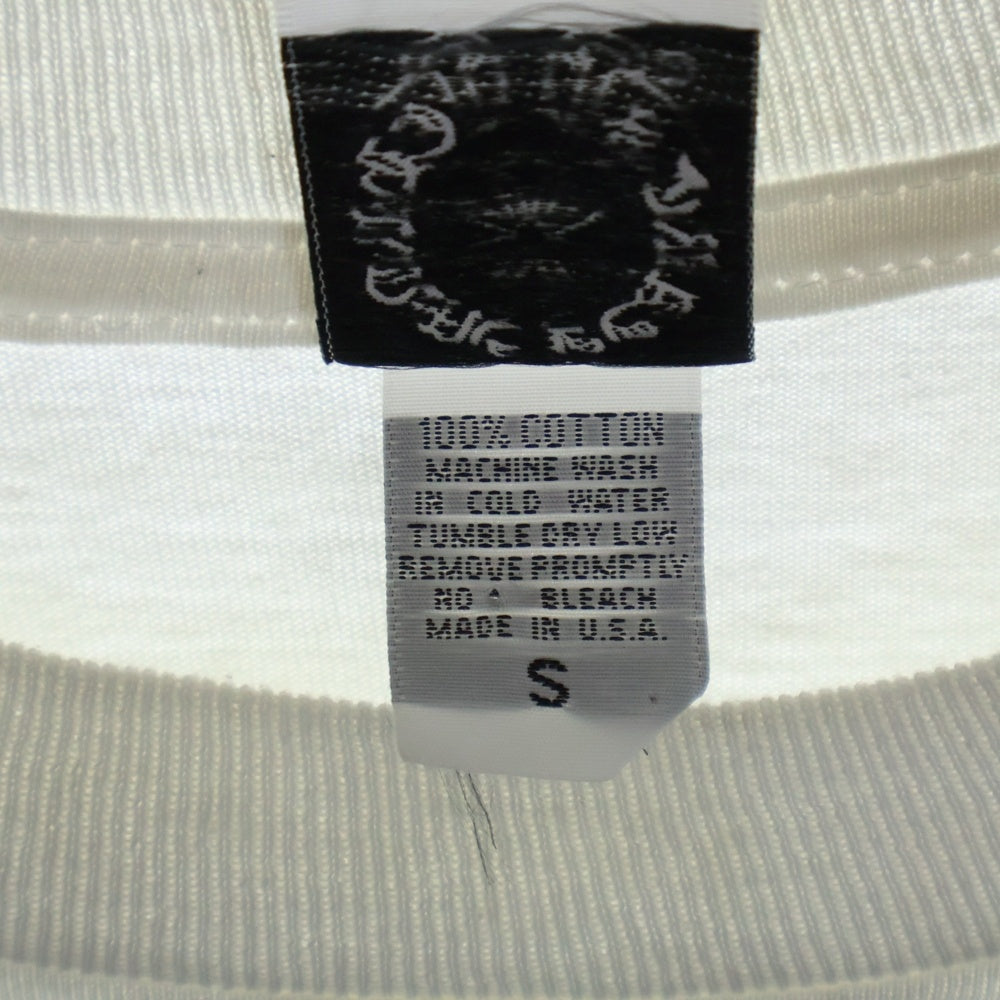 100% COTTON
MACHINE WASH
IN COLD WATER
TUMBLE DRY LOW
REMOVE PROMPTLY
NO BLEACH
MADE IN U.S.A.
S